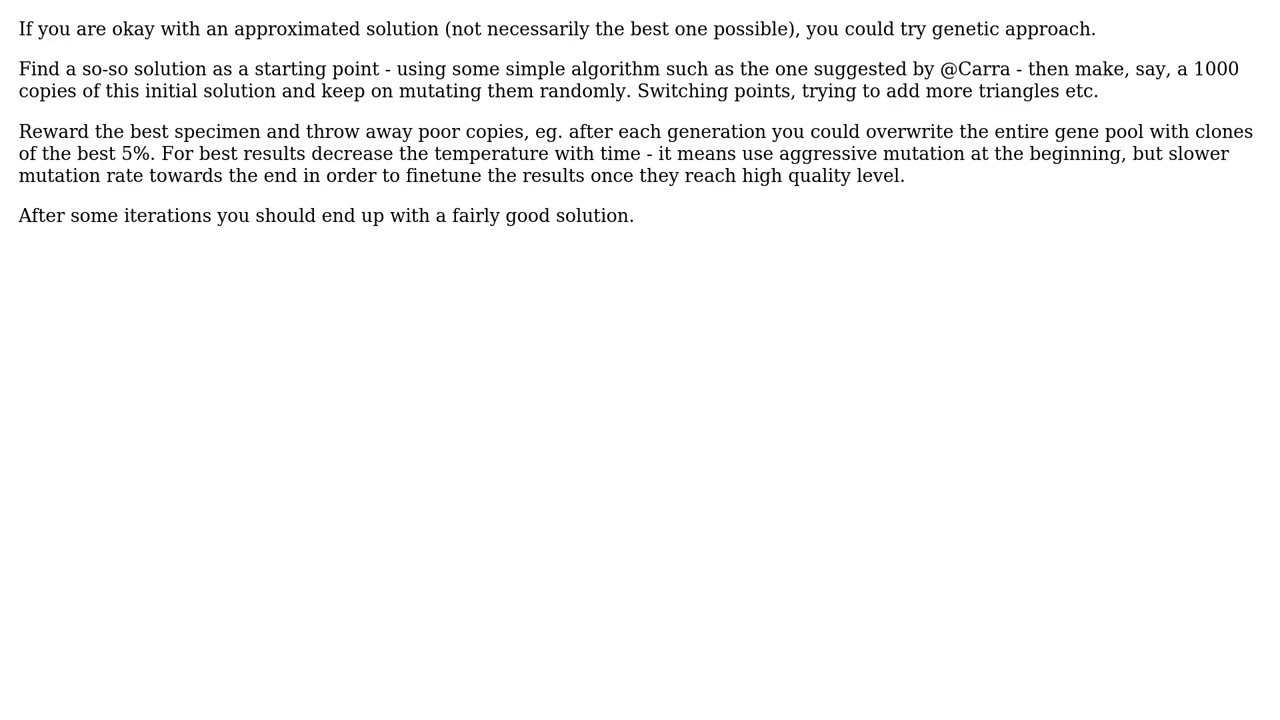 If you are okay with an approximated solution (not necessarily the best one possible), you could try genetic approach.
Find a so-so solution as a starting point - using some simple algorithm such as the one suggested by @Carra - then make, say, a 1000
copies of this initial solution and keep on mutating them randomly. Switching points, trying to add more triangles etc.
Reward the best specimen and throw away poor copies, eg. after each generation you could overwrite the entire gene pool with clones
of the best 5%. For best results decrease the temperature with time - it means use aggressive mutation at the beginning, but slower
mutation rate towards the end in order to finetune the results once they reach high quality level.
After some iterations you should end up with a fairly good solution.